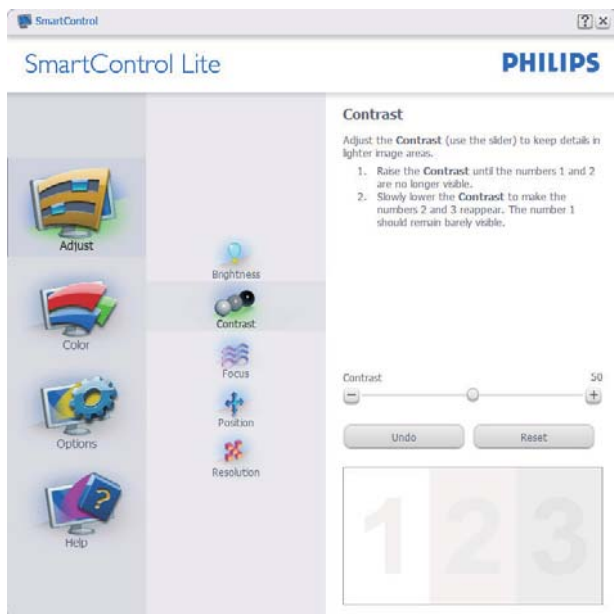 SmartControl
? ×
SmartControl Lite
PHILIPS
Adjust
Color
Options
Help
Brightness
Contrast
Focus
Position
Resolution
Contrast
Adjust the Contrast (use the slider) to keep details in
lighter image areas.
1. Raise the Contrast until the numbers 1 and 2
are no longer visible.
2. Slowly lower the Contrast to make the
numbers 2 and 3 reappear. The number 1
should remain barely visible.
Contrast 50
Undo Reset
1 2 3